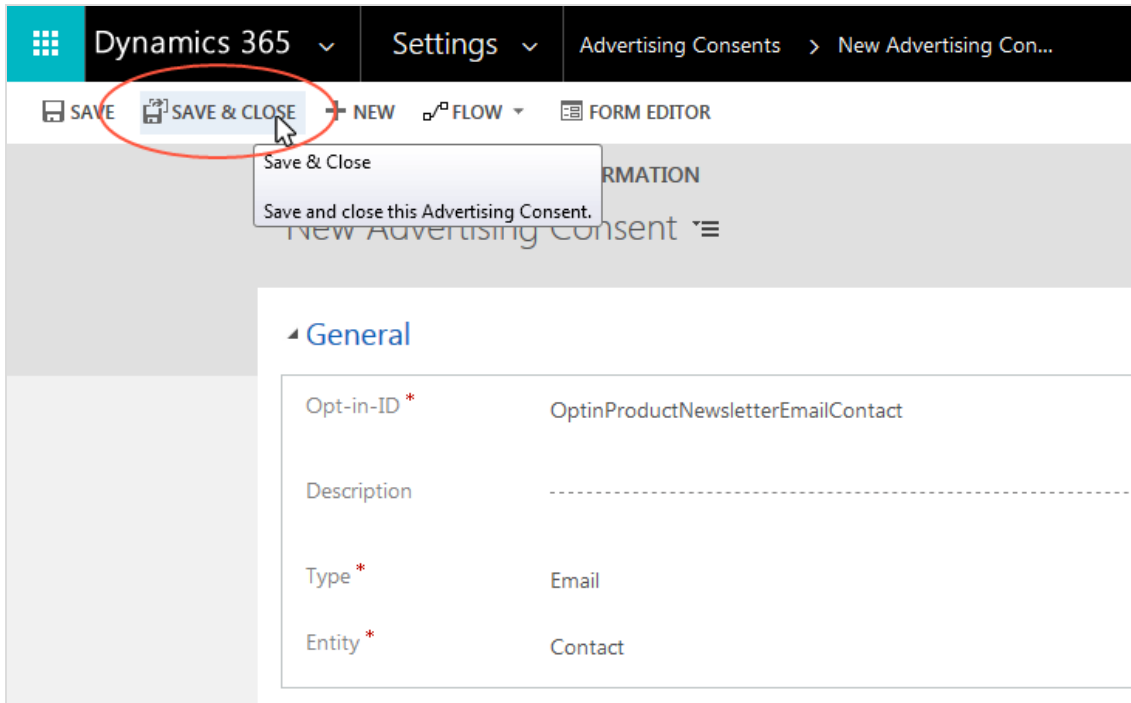 Dynamics 365 Settings Advertising Consents > New Advertising Con...
SAVE SAVE & CLOSE NEW FLOW FORM EDITOR
Save & Close
RMATION
Save and close this Advertising Consent.
New Advertising Consent
General
Opt-in-ID * OptinProductNewsletterEmailContact
Description
Type * Email
Entity * Contact